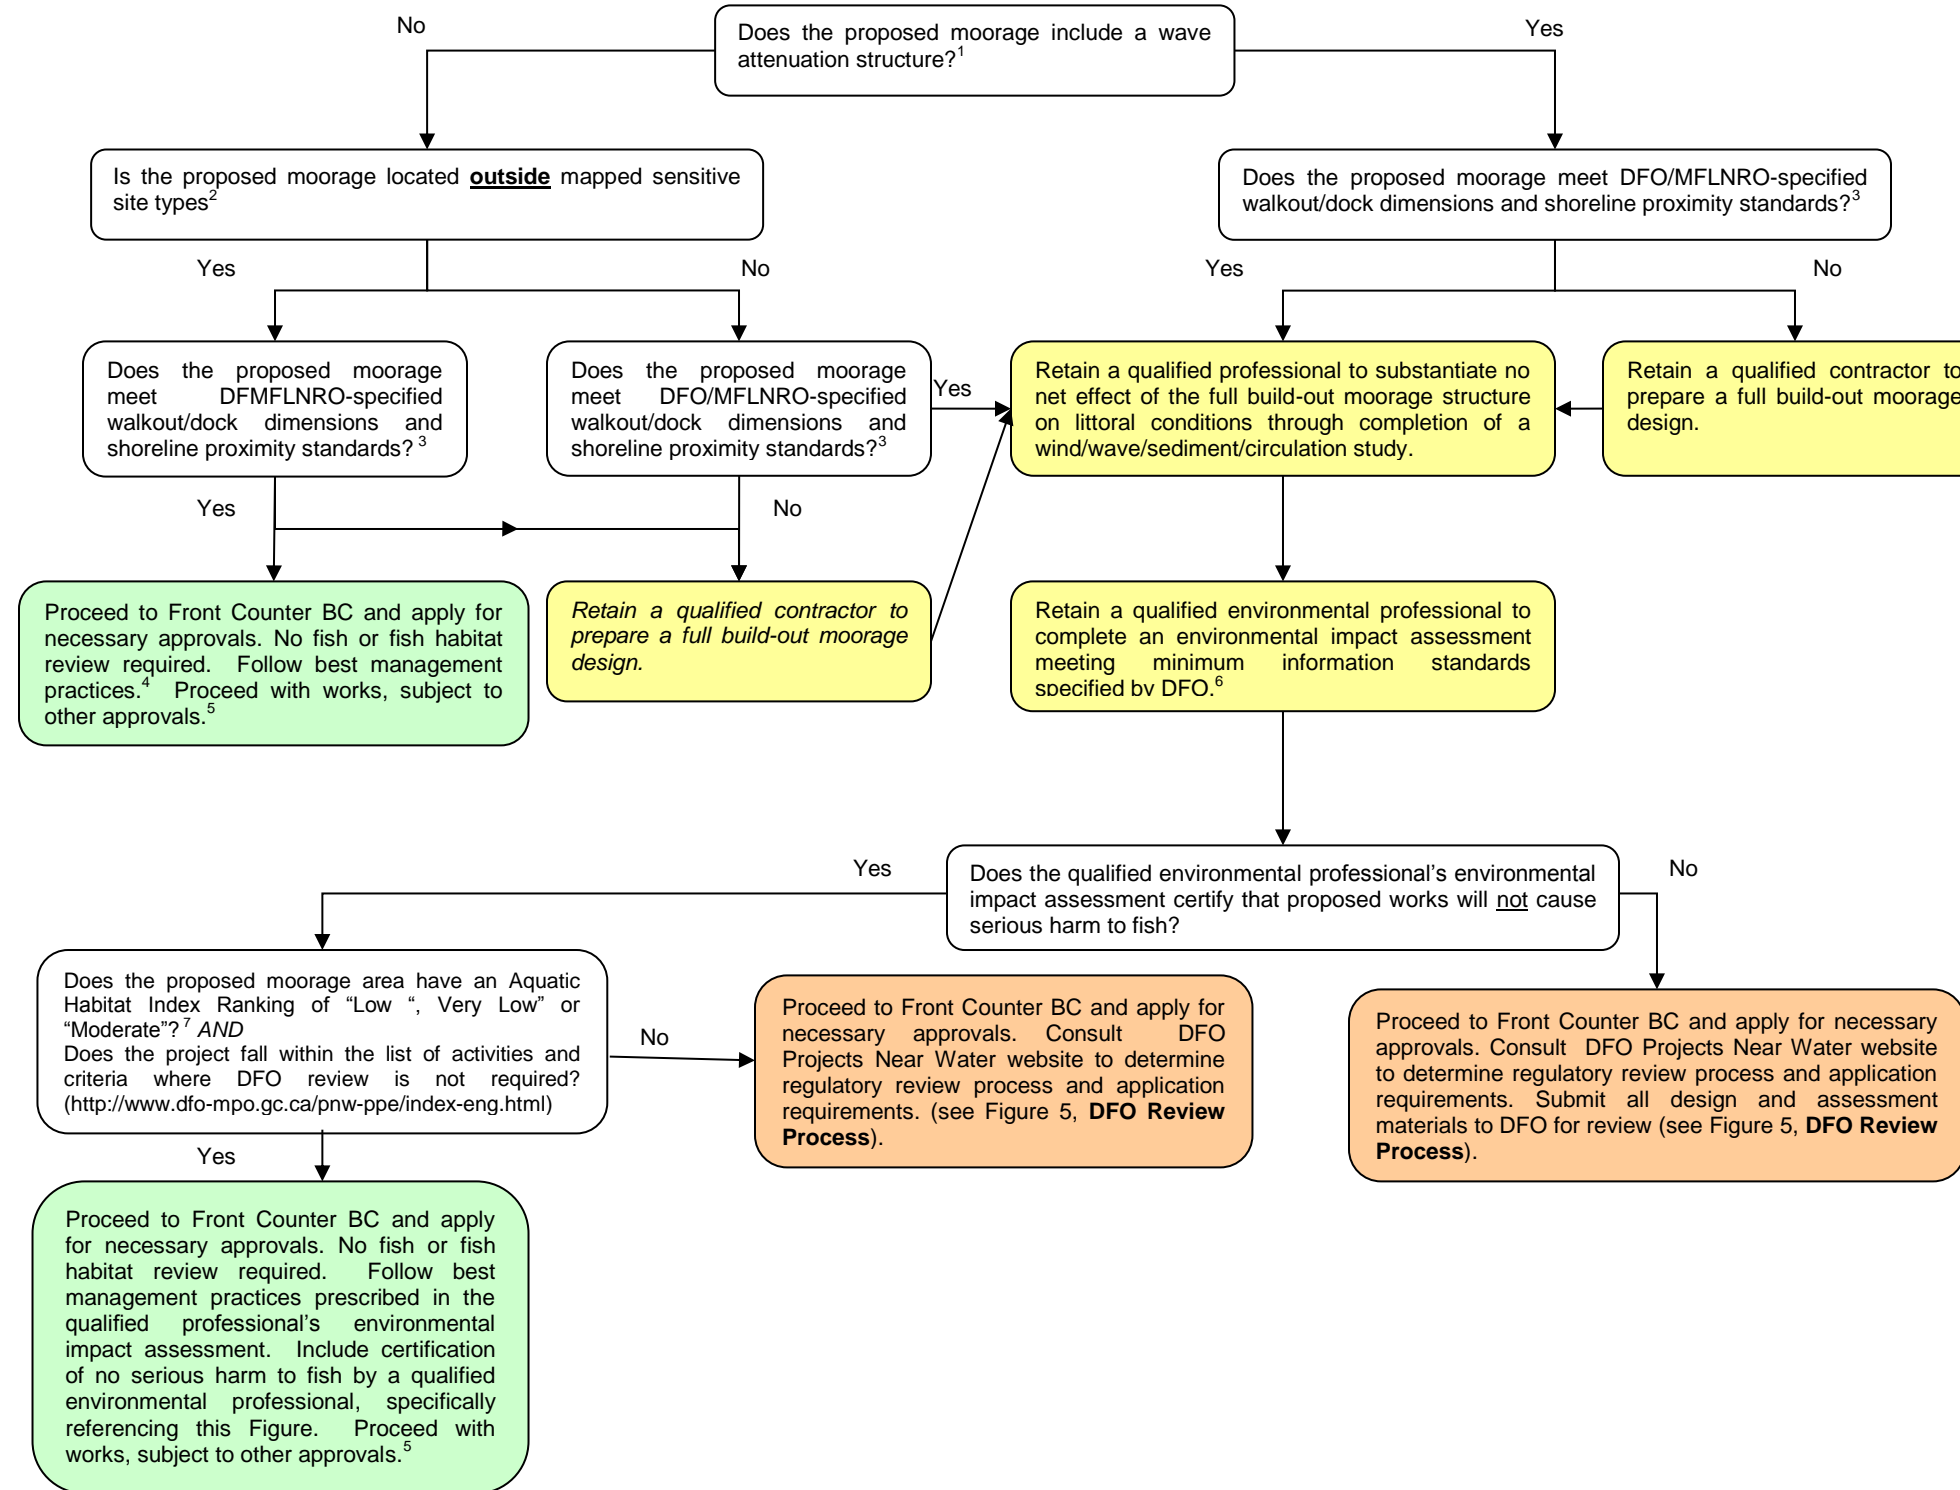 No
Does the proposed moorage include a wave
attenuation structure?1
Yes
Is the proposed moorage located outside mapped sensitive
site types2
Does the proposed moorage meet DFO/MFLNRO-specified
walkout/dock dimensions and shoreline proximity standards?3
Yes
No
Yes
No
Does the proposed moorage
meet DFMFLNRO-specified
walkout/dock dimensions and
shoreline proximity standards? 3
Does the proposed moorage
meet DFO/MFLNRO-specified
walkout/dock dimensions and
shoreline proximity standards?3
Yes
Retain a qualified professional to substantiate no
net effect of the full build-out moorage structure
on littoral conditions through completion of a
wind/wave/sediment/circulation study.
Retain a qualified contractor to
prepare a full build-out moorage
design.
Yes
No
Proceed to Front Counter BC and apply for
necessary approvals. No fish or fish habitat
review required. Follow best management
practices.4 Proceed with works, subject to
other approvals.5
Retain a qualified contractor to
prepare a full build-out moorage
design.
Retain a qualified environmental professional to
complete an environmental impact assessment
meeting minimum information standards
specified by DFO.6
Yes
Does the qualified environmental professional's environmental
impact assessment certify that proposed works will not cause
serious harm to fish?
No
Does the proposed moorage area have an Aquatic
Habitat Index Ranking of “Low “, Very Low” or
“Moderate”? 7 AND
Does the project fall within the list of activities and
criteria where DFO review is not required?
(http://www.dfo-mpo.gc.ca/pnw-ppe/index-eng.html)
No
Proceed to Front Counter BC and apply for
necessary approvals. Consult DFO
Projects Near Water website to determine
regulatory review process and application
requirements. (see Figure 5, DFO Review
Process).
Proceed to Front Counter BC and apply for necessary
approvals. Consult DFO Projects Near Water website
to determine regulatory review process and application
requirements. Submit all design and assessment
materials to DFO for review (see Figure 5, DFO Review
Process).
Yes
Proceed to Front Counter BC and apply
for necessary approvals. No fish or fish
habitat review required. Follow best
management practices prescribed in the
qualified professional's environmental
impact assessment. Include certification
of no serious harm to fish by a qualified
environmental professional, specifically
referencing this Figure. Proceed with
works, subject to other approvals.5